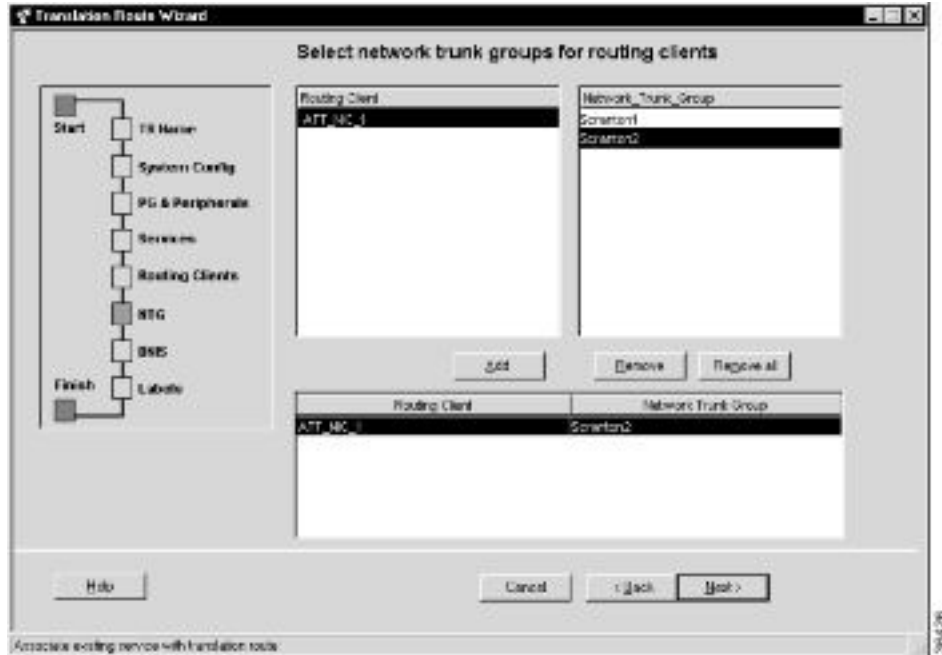 Translation Route Wizard
Select network trunk groups for routing clients
Start
TR Name
System Config
PG & Peripherals
Services
Routing Clients
NTG
DNIS
Labels
Finish
Routing Client
ATT_NIC_1
Network_Trunk_Group
Scranton1
Scranton2
Add
Remove
Remove all
Routing Client
Network Trunk Group
ATT_NIC_1
Scranton2
Help
Cancel
< Back
Next >
Associate existing service with translation route